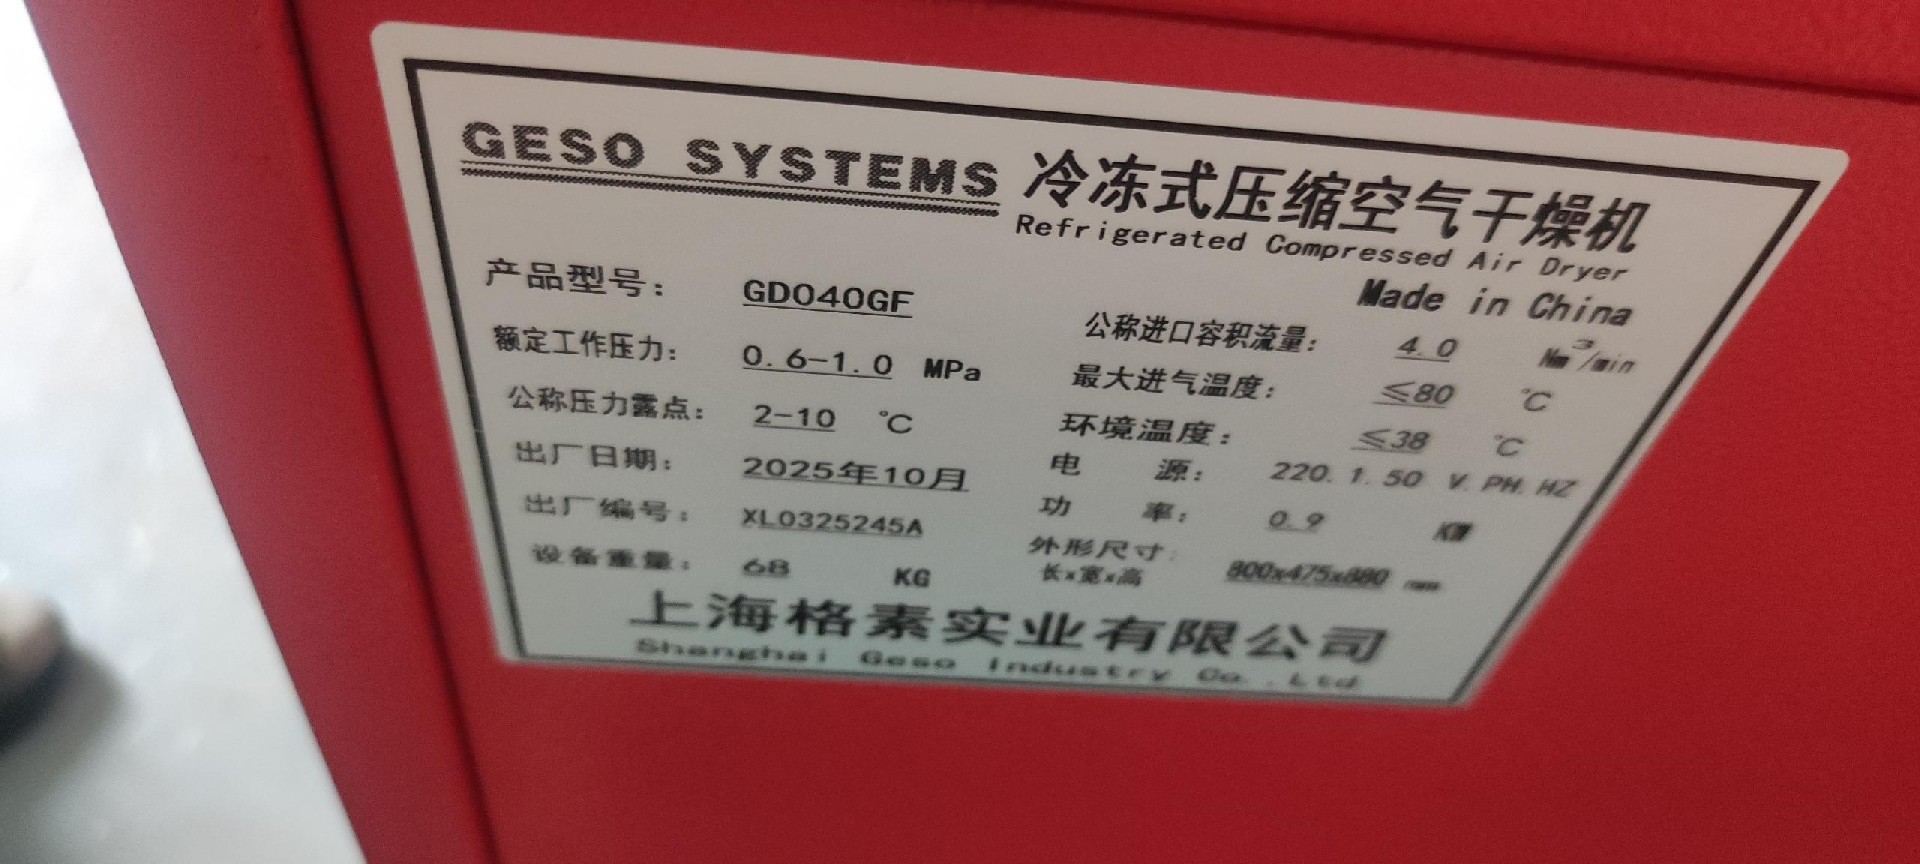 GESO SYSTEMS 冷冻式压缩空气干燥机
Refrigerated Compressed Air Dryer
Made in China
产品型号: GD040GF
公称进口容积流量: 4.0 Nm³/min
额定工作压力: 0.6-1.0 MPa
最大进气温度: ≤80 ℃
公称压力露点: 2-10 ℃
环境温度: ≤38 ℃
出厂日期: 2025年10月
电 源: 220. 1. 50 V. PH. HZ
出厂编号: XL0325245A
功 率: 0.9 KW
设备重量: 68 KG
外形尺寸:
长x宽x高 800x475x880 mm
上海格素实业有限公司
Shanghai Geso Industry Co.,Ltd